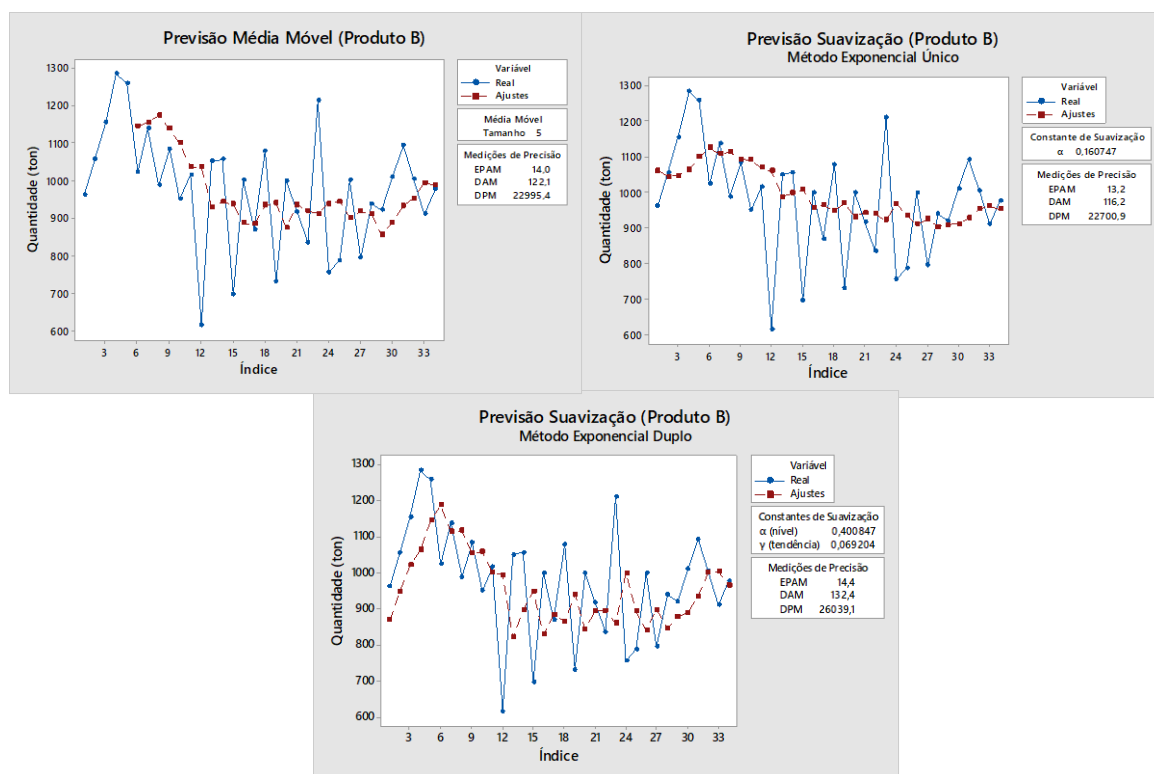 Previsão Média Móvel (Produto B)
Quantidade (ton)
1300
1200
1100
1000
900
800
700
600
3 6 9 12 15 18 21 24 27 30 33
Índice
Variável
Real
Ajustes
Média Móvel
Tamanho 5
Medições de Precisão
EPAM 14,0
DAM 122,1
DPM 22995,4
Previsão Suavização (Produto B)
Método Exponencial Único
Quantidade (ton)
1300
1200
1100
1000
900
800
700
600
3 6 9 12 15 18 21 24 27 30 33
Índice
Variável
Real
Ajustes
Constante de Suavização
α 0,160747
Medições de Precisão
EPAM 13,2
DAM 116,2
DPM 22700,9
Previsão Suavização (Produto B)
Método Exponencial Duplo
Quantidade (ton)
1300
1200
1100
1000
900
800
700
600
3 6 9 12 15 18 21 24 27 30 33
Índice
Variável
Real
Ajustes
Constantes de Suavização
α (nível) 0,400847
γ (tendência) 0,069204
Medições de Precisão
EPAM 14,4
DAM 132,4
DPM 26039,1